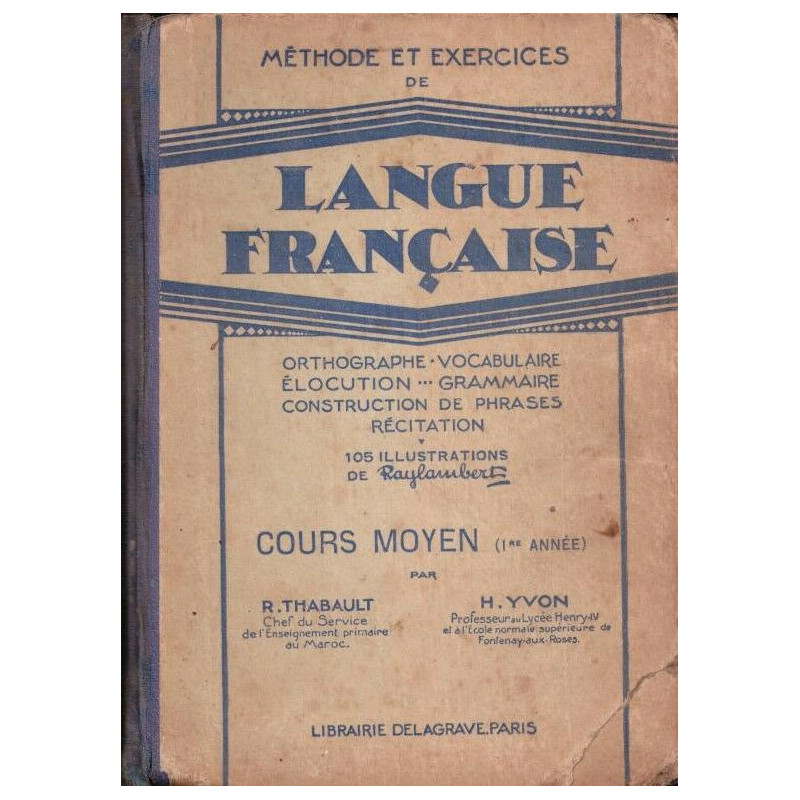 MÉTHODE ET EXERCICES
DE
LANGUE
FRANÇAISE
ORTHOGRAPHE · VOCABULAIRE
ÉLOCUTION ··· GRAMMAIRE
CONSTRUCTION DE PHRASES
RÉCITATION
105 ILLUSTRATIONS
DE Raylambert
COURS MOYEN (1RE ANNÉE)
PAR
R. THABAULT
Chef du Service
de l'Enseignement primaire
au Maroc.
H. YVON
Professeur au Lycée Henry-IV
et à l'École normale supérieure de
Fontenay-aux-Roses.
LIBRAIRIE DELAGRAVE. PARIS